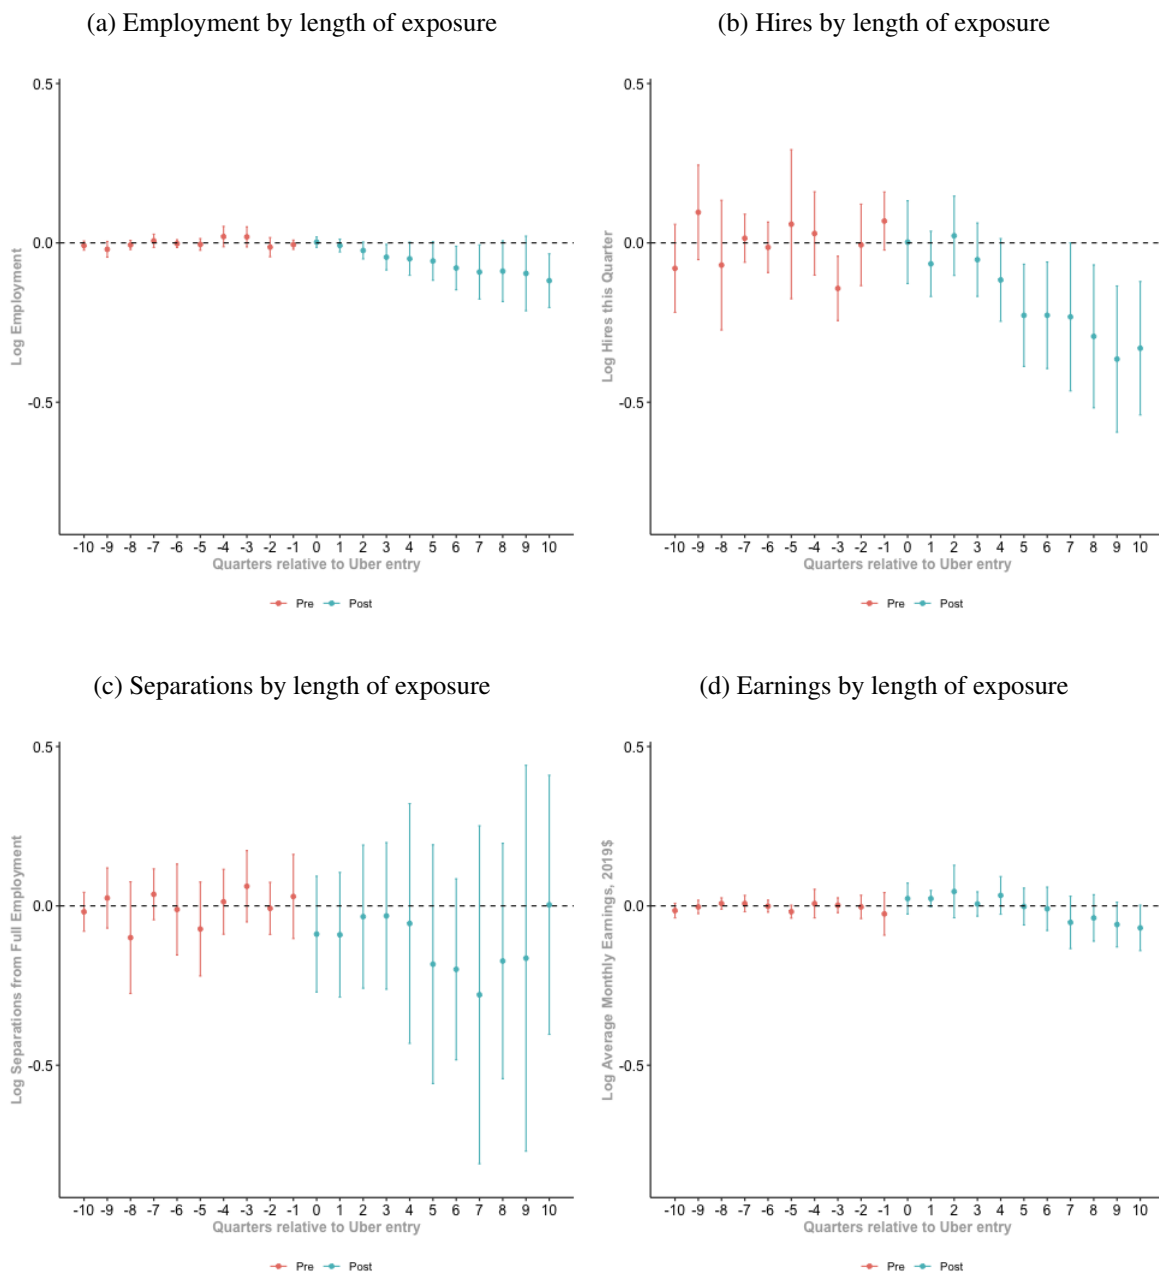 (a) Employment by length of exposure
0.5
0.0
-0.5
Log Employment
-10 -9 -8 -7 -6 -5 -4 -3 -2 -1 0 1 2 3 4 5 6 7 8 9 10
Quarters relative to Uber entry
Pre Post
(b) Hires by length of exposure
0.5
0.0
-0.5
Log Hires this Quarter
-10 -9 -8 -7 -6 -5 -4 -3 -2 -1 0 1 2 3 4 5 6 7 8 9 10
Quarters relative to Uber entry
Pre Post
(c) Separations by length of exposure
0.5
0.0
-0.5
Log Separations from Full Employment
-10 -9 -8 -7 -6 -5 -4 -3 -2 -1 0 1 2 3 4 5 6 7 8 9 10
Quarters relative to Uber entry
Pre Post
(d) Earnings by length of exposure
0.5
0.0
-0.5
Log Average Monthly Earnings, 2019$
-10 -9 -8 -7 -6 -5 -4 -3 -2 -1 0 1 2 3 4 5 6 7 8 9 10
Quarters relative to Uber entry
Pre Post